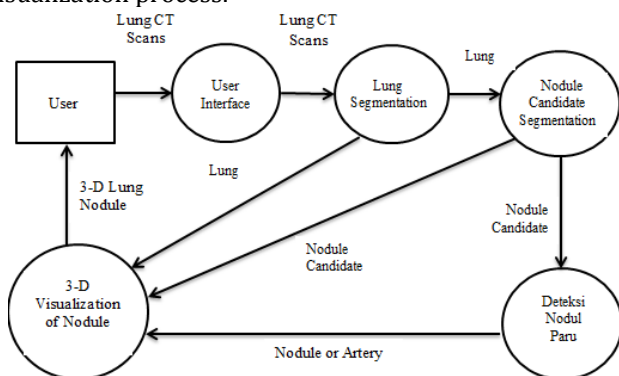 isualization process.
Lung CT
Scans
Lung CT
Scans
User
User
Interface
Lung
Segmentation
Lung
Nodule
Candidate
Segmentation
Lung
3-D Lung
Nodule
Nodule
Candidate
Nodule
Candidate
3-D
Visualization
of Nodule
Deteksi
Nodul
Paru
Nodule or Artery